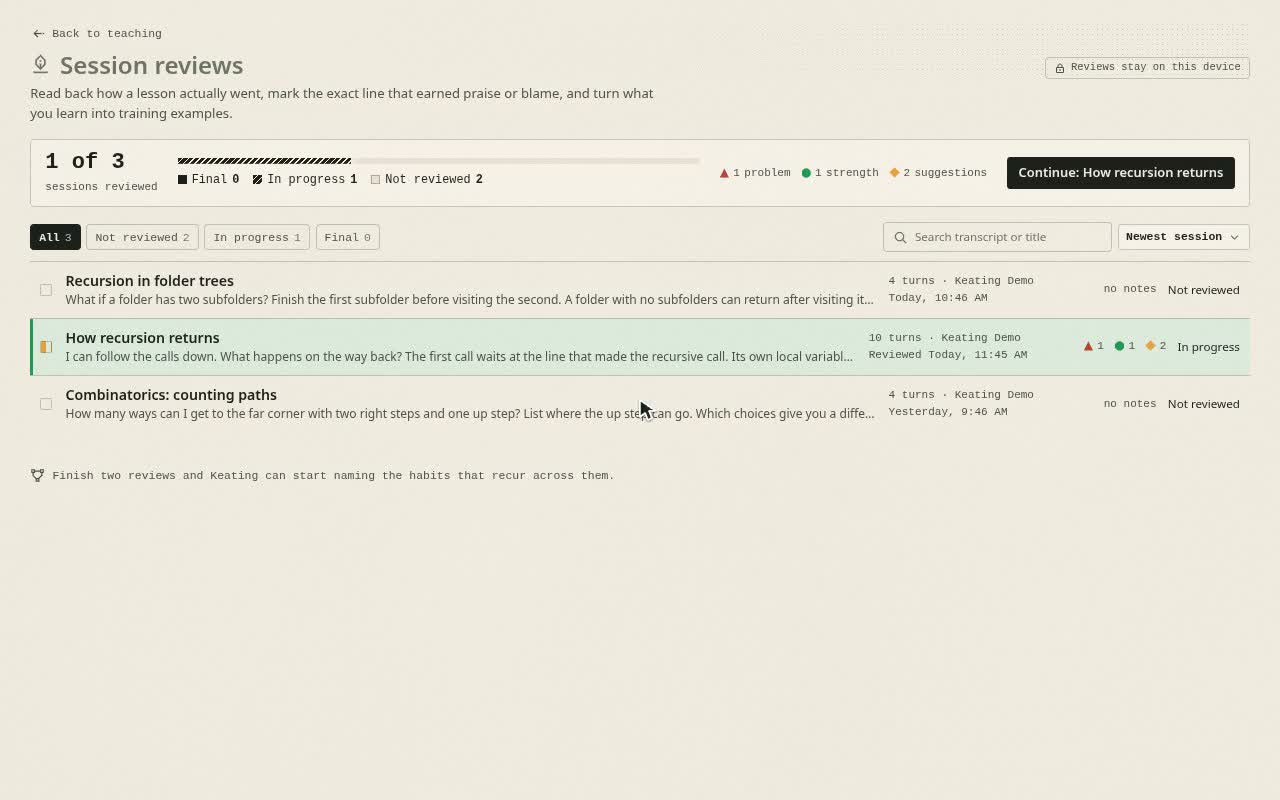 Back to teaching
Session reviews
Reviews stay on this device
Read back how a lesson actually went, mark the exact line that earned praise or blame, and turn what
you learn into training examples.
1 of 3
sessions reviewed
Final 0 In progress 1 Not reviewed 2
1 problem 1 strength 2 suggestions
Continue: How recursion returns
All 3 Not reviewed 2 In progress 1 Final 0
Search transcript or title
Newest session
Recursion in folder trees
What if a folder has two subfolders? Finish the first subfolder before visiting the second. A folder with no subfolders can return after visiting it...
4 turns · Keating Demo
Today, 10:46 AM
no notes Not reviewed
How recursion returns
I can follow the calls down. What happens on the way back? The first call waits at the line that made the recursive call. Its own local variabl...
10 turns · Keating Demo
Reviewed Today, 11:45 AM
1 1 2 In progress
Combinatorics: counting paths
How many ways can I get to the far corner with two right steps and one up step? List where the up step can go. Which choices give you a diffe...
4 turns · Keating Demo
Yesterday, 9:46 AM
no notes Not reviewed
Finish two reviews and Keating can start naming the habits that recur across them.